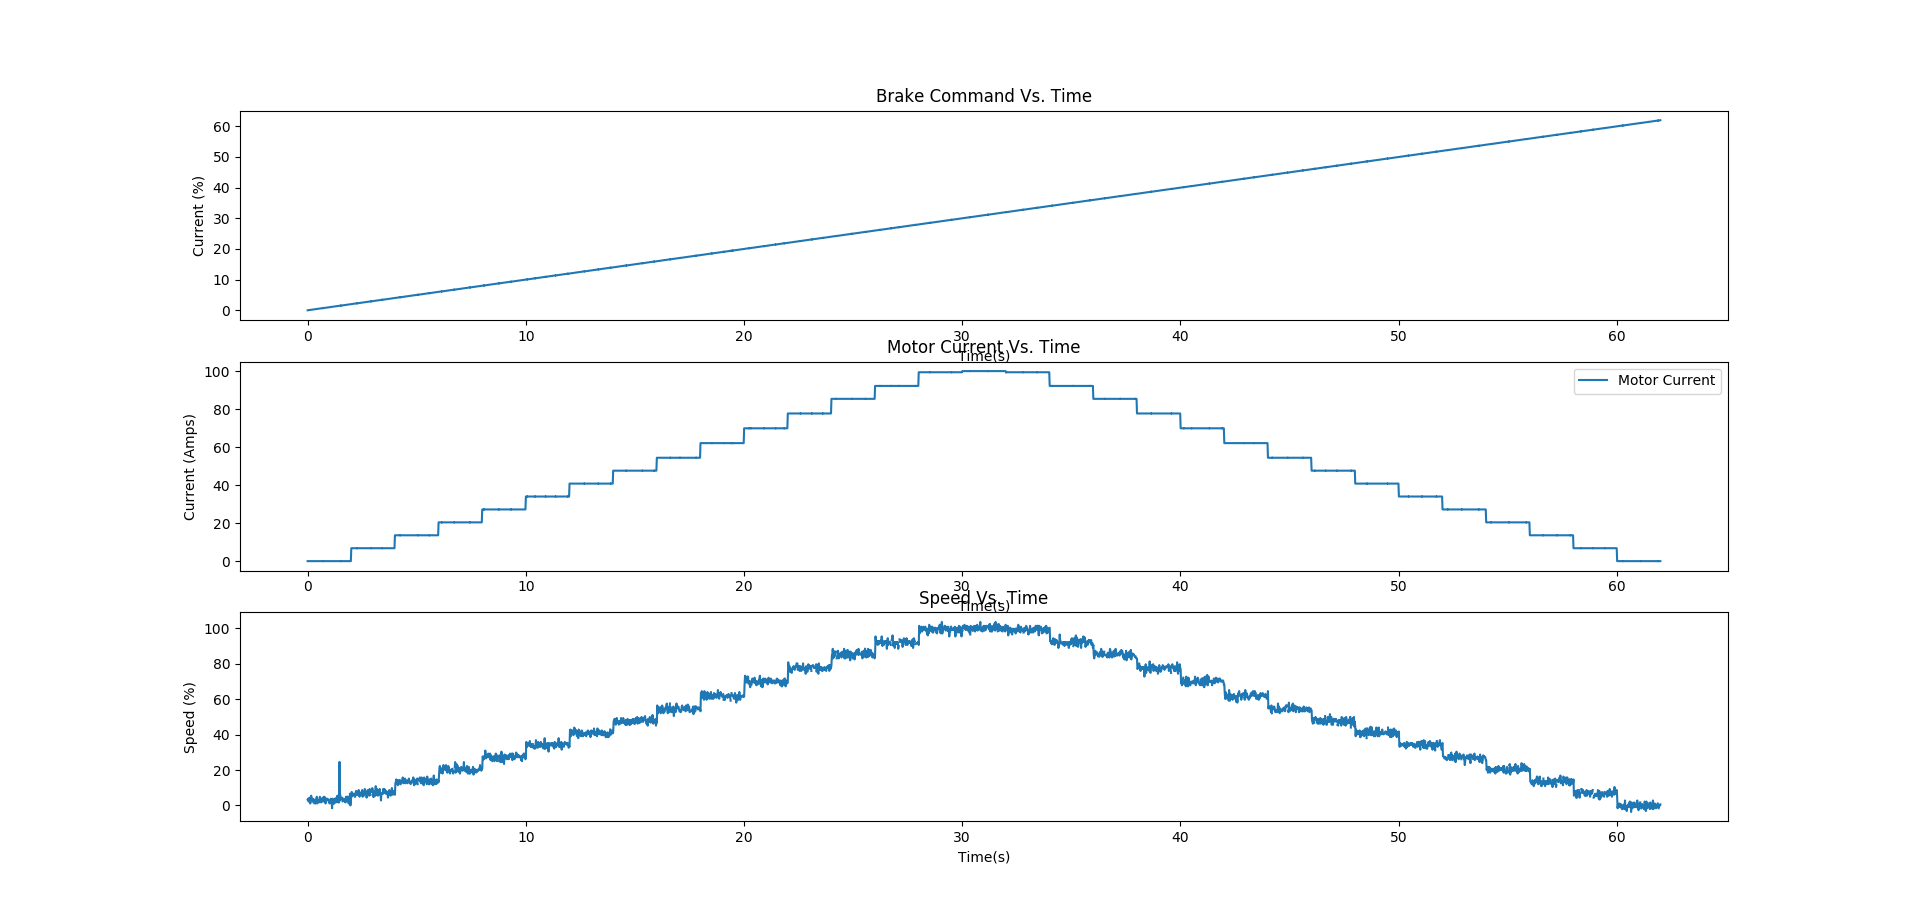 Brake Command Vs. Time
Current (%)
60
50
40
30
20
10
0
0 10 20 30 40 50 60
Time(s)
Motor Current Vs. Time
Motor Current
Current (Amps)
100
80
60
40
20
0
0 10 20 30 40 50 60
Time(s)
Speed Vs. Time
Speed (%)
100
80
60
40
20
0
0 10 20 30 40 50 60
Time(s)